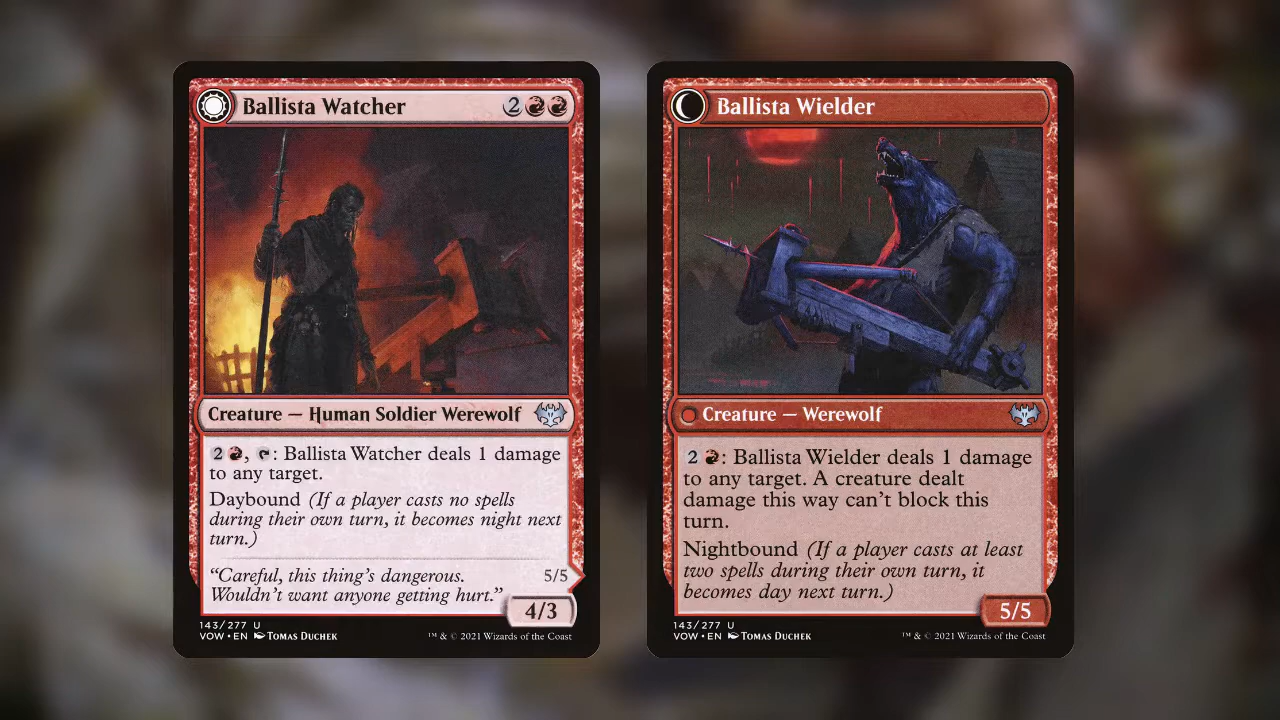 Ballista Watcher 2
Creature — Human Soldier Werewolf
2 , : Ballista Watcher deals 1 damage
to any target.
Daybound (If a player casts no spells
during their own turn, it becomes night next
turn.)
“Careful, this thing’s dangerous.
Wouldn’t want anyone getting hurt.”
5/5
4/3
143/277 U
VOW • EN Tomas Duchek
™ & © 2021 Wizards of the Coast
Ballista Wielder
Creature — Werewolf
2 : Ballista Wielder deals 1 damage
to any target. A creature dealt
damage this way can’t block this
turn.
Nightbound (If a player casts at least
two spells during their own turn, it
becomes day next turn.)
5/5
143/277 U
VOW • EN Tomas Duchek
™ & © 2021 Wizards of the Coast